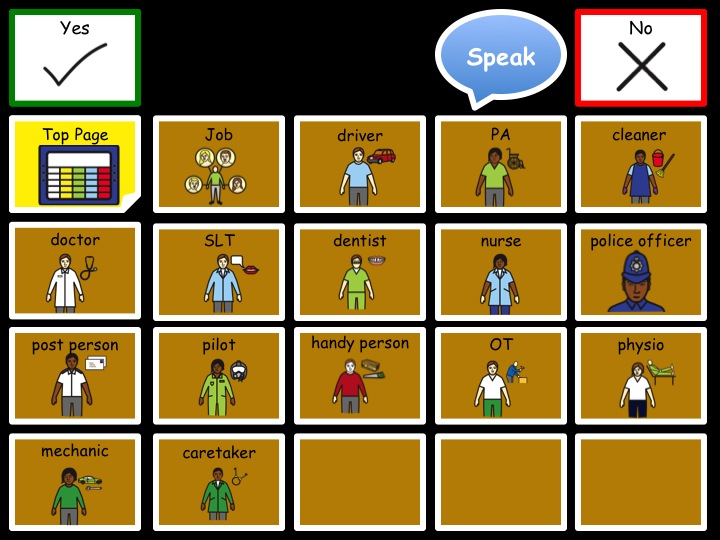 Yes
Speak
No
Top Page
Job
driver
PA
cleaner
doctor
SLT
dentist
nurse
police officer
post person
pilot
handy person
OT
physio
mechanic
caretaker